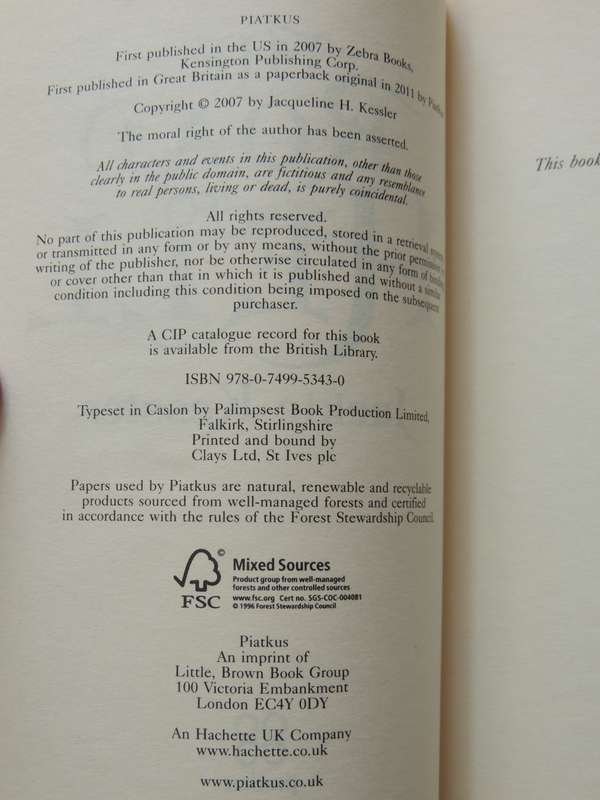 PIATKUS
First published in the US in 2007 by Zebra Books,
Kensington Publishing Corp.
First published in Great Britain as a paperback original in 2011 by
Copyright © 2007 by Jacqueline H. Kessler
The moral right of the author has been asserted.
All characters and events in this publication, other than those
clearly in the public domain, are fictitious and any resemblance
to real persons, living or dead, is purely coincidental.
All rights reserved.
No part of this publication may be reproduced, stored in a retrieval
or transmitted in any form or by any means, without the prior
writing of the publisher, nor be otherwise circulated in any form of
or cover other than that in which it is published and without a similar
condition including this condition being imposed on the subsequent
purchaser.
A CIP catalogue record for this book
is available from the British Library.
ISBN 978-0-7499-5343-0
Typeset in Caslon by Palimpsest Book Production Limited,
Falkirk, Stirlingshire
Printed and bound by
Clays Ltd, St Ives plc
Papers used by Piatkus are natural, renewable and recyclable
products sourced from well-managed forests and certified
in accordance with the rules of the Forest Stewardship Council.
©
FSC
Mixed Sources
Product group from well-managed
forests and other controlled sources
www.fsc.org Cert no. SGS-COC-004081
© 1996 Forest Stewardship Council
Piatkus
An imprint of
Little, Brown Book Group
100 Victoria Embankment
London EC4Y 0DY
An Hachette UK Company
www.hachette.co.uk
www.piatkus.co.uk
This book